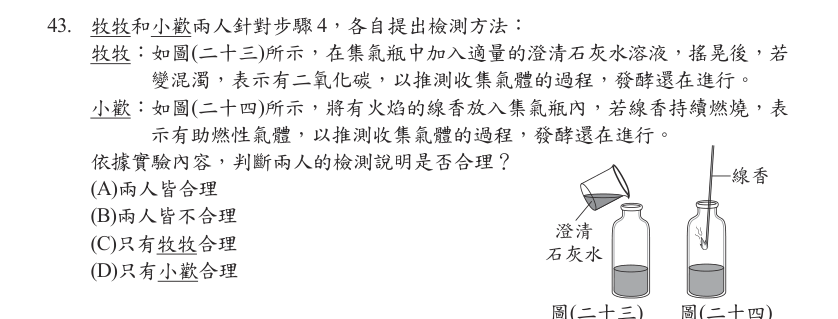 43. 牧牧和小歡兩人針對步驟4，各自提出檢測方法：
牧牧：如圖(二十三)所示，在集氣瓶中加入適量的澄清石灰水溶液，搖晃後，若
變混濁，表示有二氧化碳，以推測收集氣體的過程，發酵還在進行。
小歡：如圖(二十四)所示，將有火焰的線香放入集氣瓶內，若線香持續燃燒，表
示有助燃性氣體，以推測收集氣體的過程，發酵還在進行。
依據實驗內容，判斷兩人的檢測說明是否合理？
(A)兩人皆合理
(B)兩人皆不合理
(C)只有牧牧合理
(D)只有小歡合理
線香
澄清
石灰水
圖(二十三)
圖(二十四)